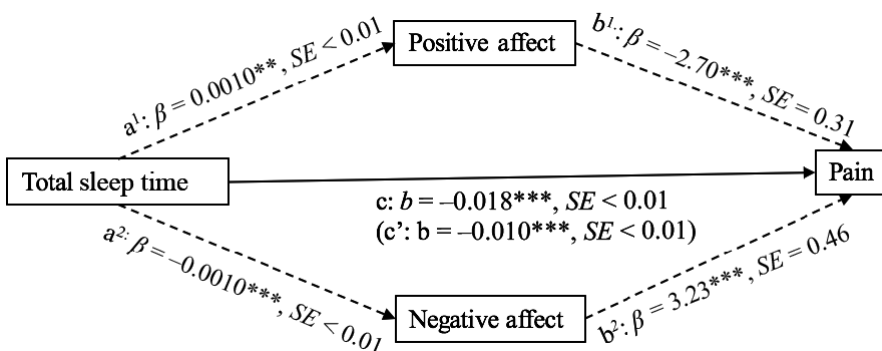 Positive affect
a¹: β = 0.0010**, SE < 0.01
b¹·: β = –2.70***, SE = 0.31
Total sleep time
Pain
c: b = –0.018***, SE < 0.01
(c’: b = –0.010***, SE < 0.01)
a²: β = –0.0010***, SE < 0.01
b²: β = 3.23***, SE = 0.46
Negative affect